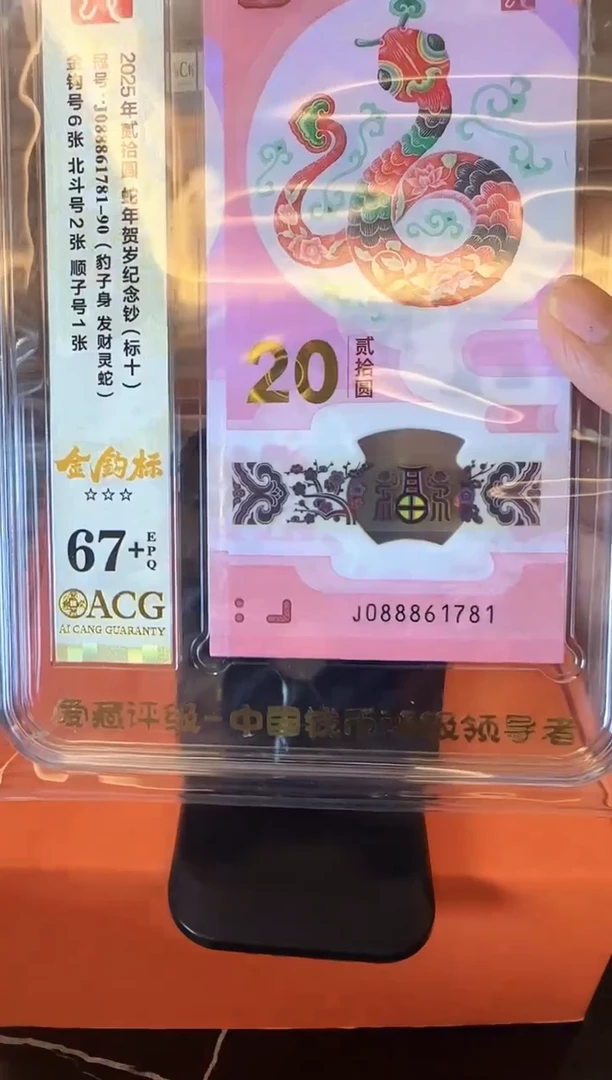 2025年贰拾圆 蛇年贺岁纪念钞（标十）
冠号：J088861781-90（豹子身 发财灵蛇）
金钩号6张 北斗号2张 顺子号1张
金钩标
☆☆☆
67+EPQ
ACG
AI CANG GUARANTY
20
贰拾圆
J088861781
爱藏评级-中国钱币评级领导者